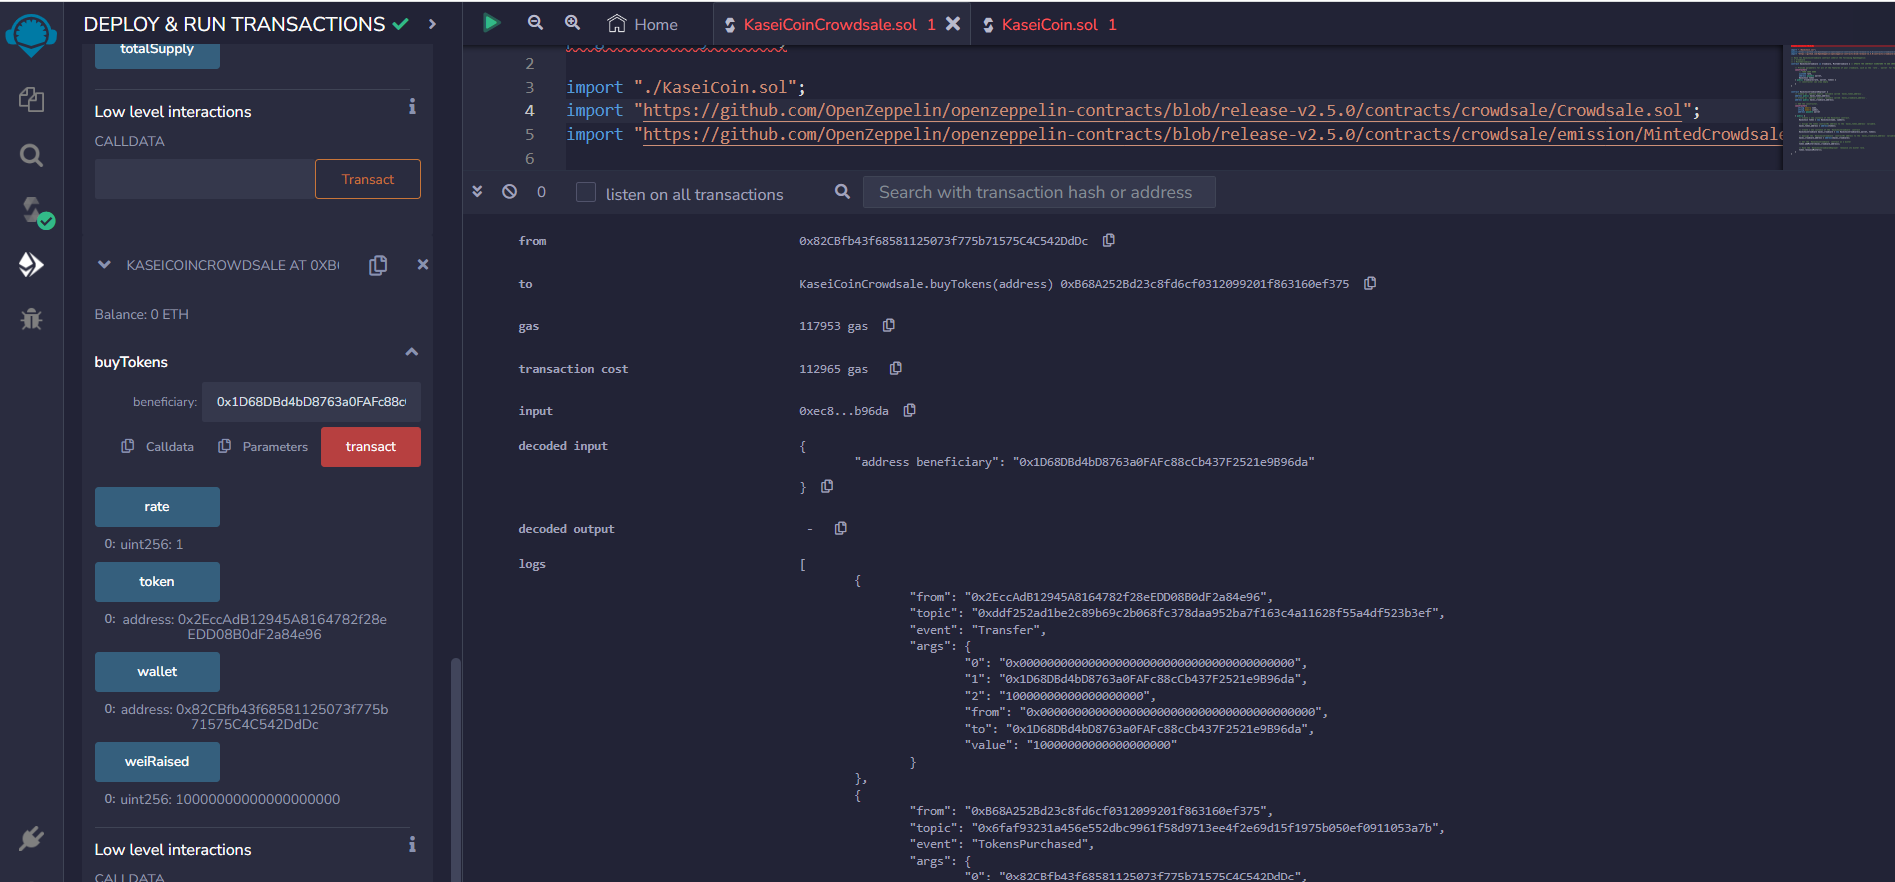 DEPLOY & RUN TRANSACTIONS
totalSupply
Low level interactions
CALLDATA
Transact
KASEICOINCROWDSALE AT 0XB
Balance: 0 ETH
buyTokens
beneficiary: 0x1D68DBd4bD8763a0FAFc88c
Calldata Parameters transact
rate
0: uint256: 1
token
0: address: 0x2EccAdB12945A8164782f28e
EDD08B0dF2a84e96
wallet
0: address: 0x82CBfb43f68581125073f775b
71575C4C542DdDc
weiRaised
0: uint256: 10000000000000000000
Low level interactions
CALLDATA
Home KaseiCoinCrowdsale.sol 1 KaseiCoin.sol 1
2
3 import "./KaseiCoin.sol";
4 import "https://github.com/OpenZeppelin/openzeppelin-contracts/blob/release-v2.5.0/contracts/crowdsale/Crowdsale.sol";
5 import "https://github.com/OpenZeppelin/openzeppelin-contracts/blob/release-v2.5.0/contracts/crowdsale/emission/MintedCrowdsale
6
0 listen on all transactions Search with transaction hash or address
from 0x82CBfb43f68581125073f775b71575C4C542DdDc
to KaseiCoinCrowdsale.buyTokens(address) 0xB68A252Bd23c8fd6cf0312099201f863160ef375
gas 117953 gas
transaction cost 112965 gas
input 0xec8...b96da
decoded input {
"address beneficiary": "0x1D68DBd4bD8763a0FAFc88cCb437F2521e9B96da"
}
decoded output -
logs [
{
"from": "0x2EccAdB12945A8164782f28eEDD08B0dF2a84e96",
"topic": "0xddf252ad1be2c89b69c2b068fc378daa952ba7f163c4a11628f55a4df523b3ef",
"event": "Transfer",
"args": {
"0": "0x0000000000000000000000000000000000000000",
"1": "0x1D68DBd4bD8763a0FAFc88cCb437F2521e9B96da",
"2": "10000000000000000000",
"from": "0x0000000000000000000000000000000000000000",
"to": "0x1D68DBd4bD8763a0FAFc88cCb437F2521e9B96da",
"value": "10000000000000000000"
}
},
{
"from": "0xB68A252Bd23c8fd6cf0312099201f863160ef375",
"topic": "0x6faf93231a456e552dbc9961f58d9713ee4f2e69d15f1975b050ef0911053a7b",
"event": "TokensPurchased",
"args": {
"0": "0x82CBfb43f68581125073f775b71575C4C542DdDc",